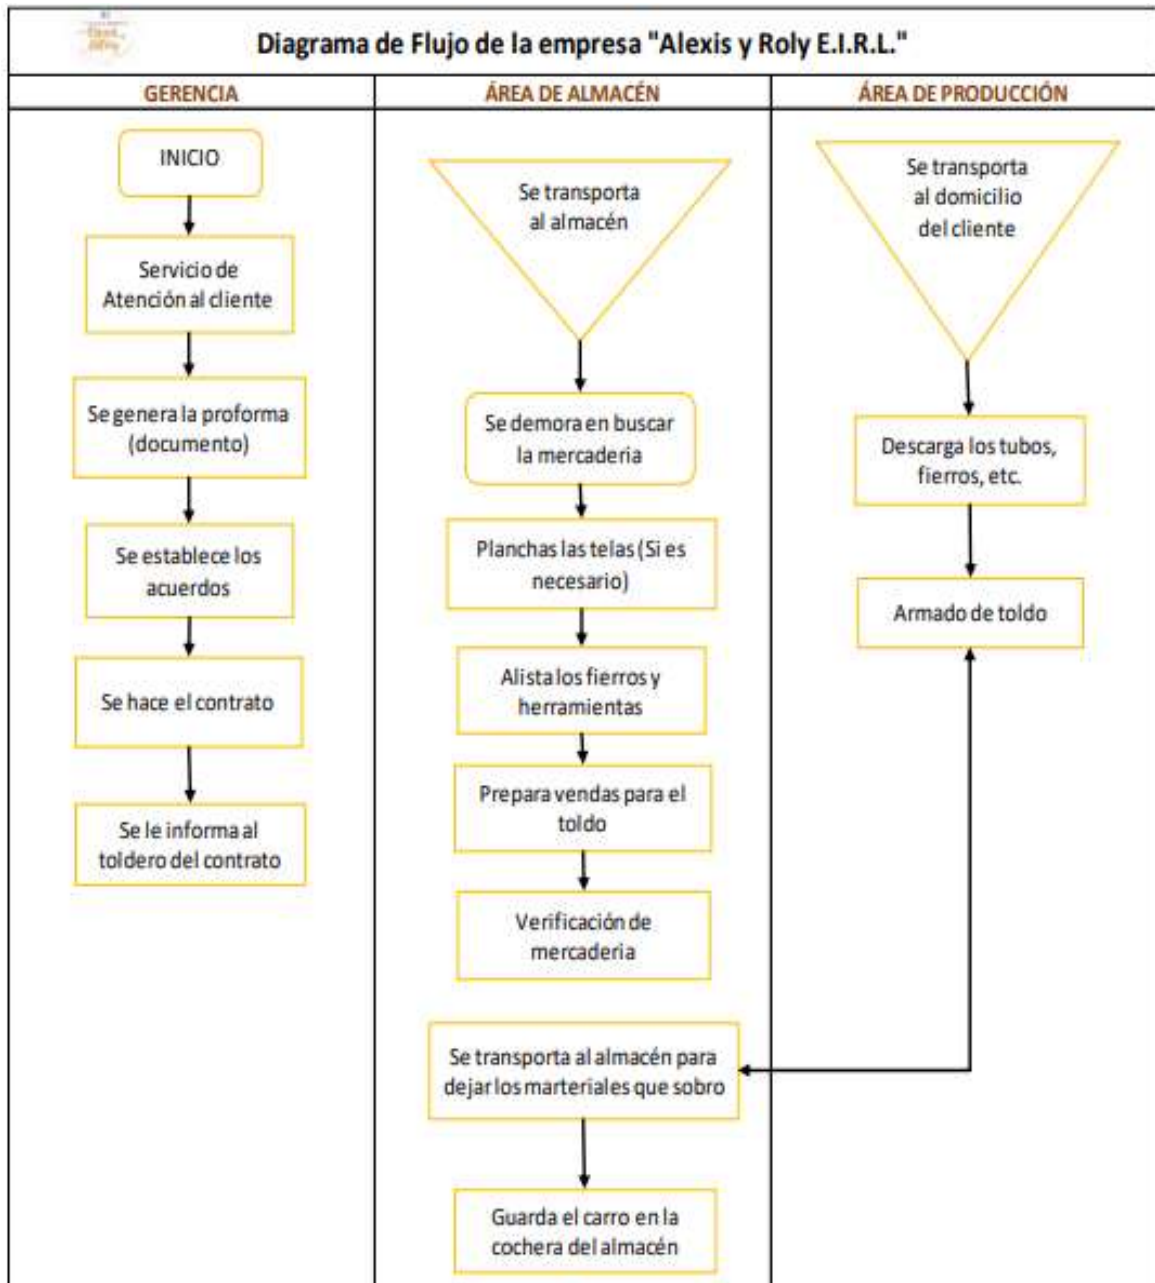 Diagrama de Flujo de la empresa "Alexis y Roly E.I.R.L."
GERENCIA
ÁREA DE ALMACÉN
ÁREA DE PRODUCCIÓN
INICIO
Servicio de
Atención al cliente
Se genera la proforma
(documento)
Se establece los
acuerdos
Se hace el contrato
Se le informa al
toldero del contrato
Se transporta
al almacén
Se demora en buscar
la mercaderia
Planchas las telas (Si es
necesario)
Alista los fierros y
herramientas
Prepara vendas para el
toldo
Verificación de
mercaderia
Se transporta al almacén para
dejar los marteriales que sobro
Guarda el carro en la
cochera del almacén
Se transporta
al domicilio
del cliente
Descarga los tubos,
fierros, etc.
Armado de toldo